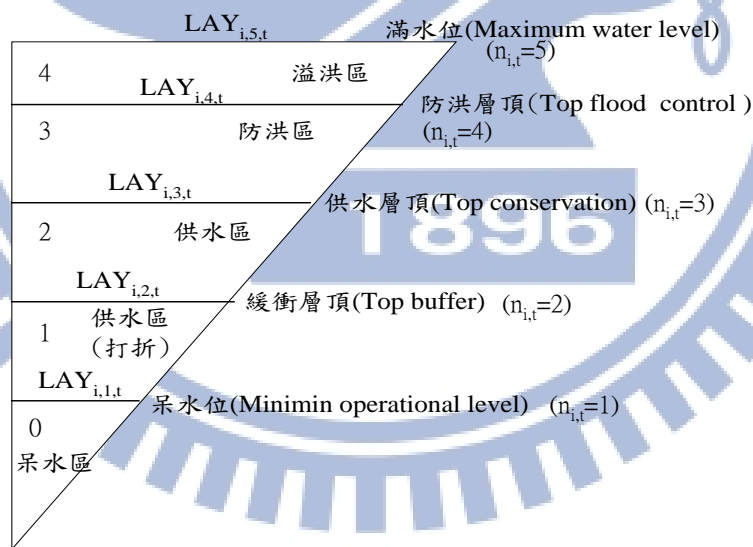 LAYi,5,t
滿水位(Maximum water level)
(ni,t=5)
4 溢洪區
LAYi,4,t
防洪層頂(Top flood control )
(ni,t=4)
3 防洪區
LAYi,3,t
供水層頂(Top conservation) (ni,t=3)
1896
2 供水區
LAYi,2,t
緩衝層頂(Top buffer) (ni,t=2)
1 供水區
(打折)
LAYi,1,t
呆水位(Minimin operational level) (ni,t=1)
0
呆水區